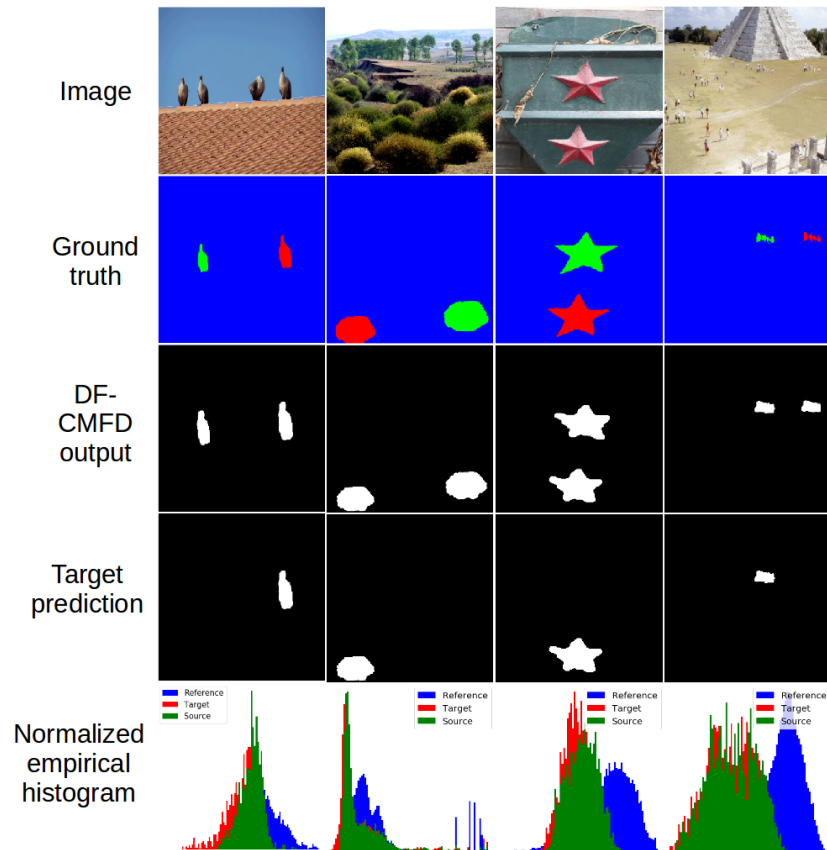 Image
Ground
truth
DF-
CMFD
output
Target
prediction
Normalized
empirical
histogram
Reference
Target
Source
Reference
Target
Source
Reference
Target
Source
Reference
Target
Source